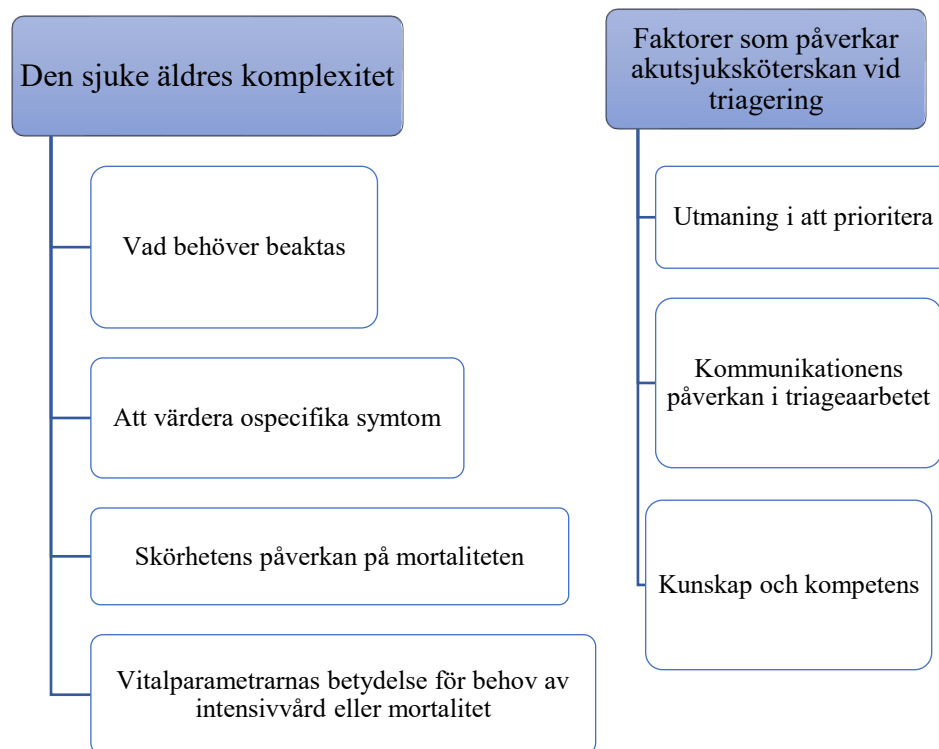 Den sjuke äldres komplexitet
Vad behöver beaktas
Att värdera ospecifika symtom
Skörhetens påverkan på mortaliteten
Vitalparametrarnas betydelse för behov av
intensivvård eller mortalitet
Faktorer som påverkar
akutsjuksköterskan vid
triagering
Utmaning i att prioritera
Kommunikationens
påverkan i triageaarbetet
Kunskap och kompetens